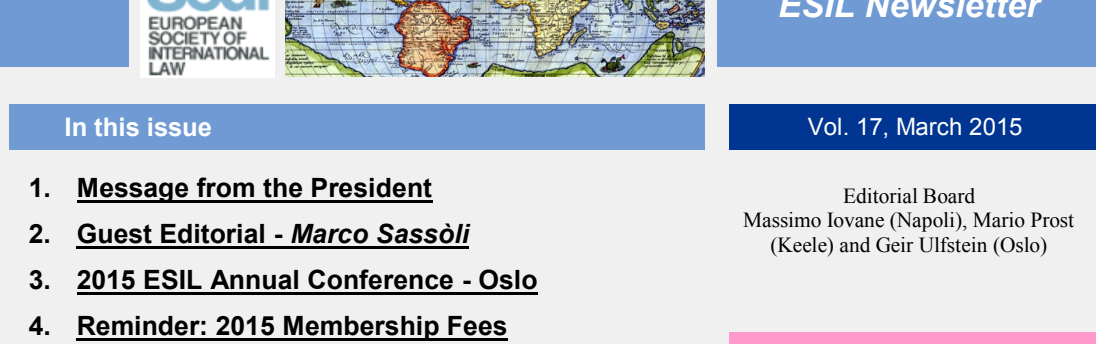 EUROPEAN
SOCIETY OF
INTERNATIONAL
LAW
ESIL Newsletter
In this issue
1. Message from the President
2. Guest Editorial - Marco Sassòli
3. 2015 ESIL Annual Conference - Oslo
4. Reminder: 2015 Membership Fees
Vol. 17, March 2015
Editorial Board
Massimo Iovane (Napoli), Mario Prost
(Keele) and Geir Ulfstein (Oslo)